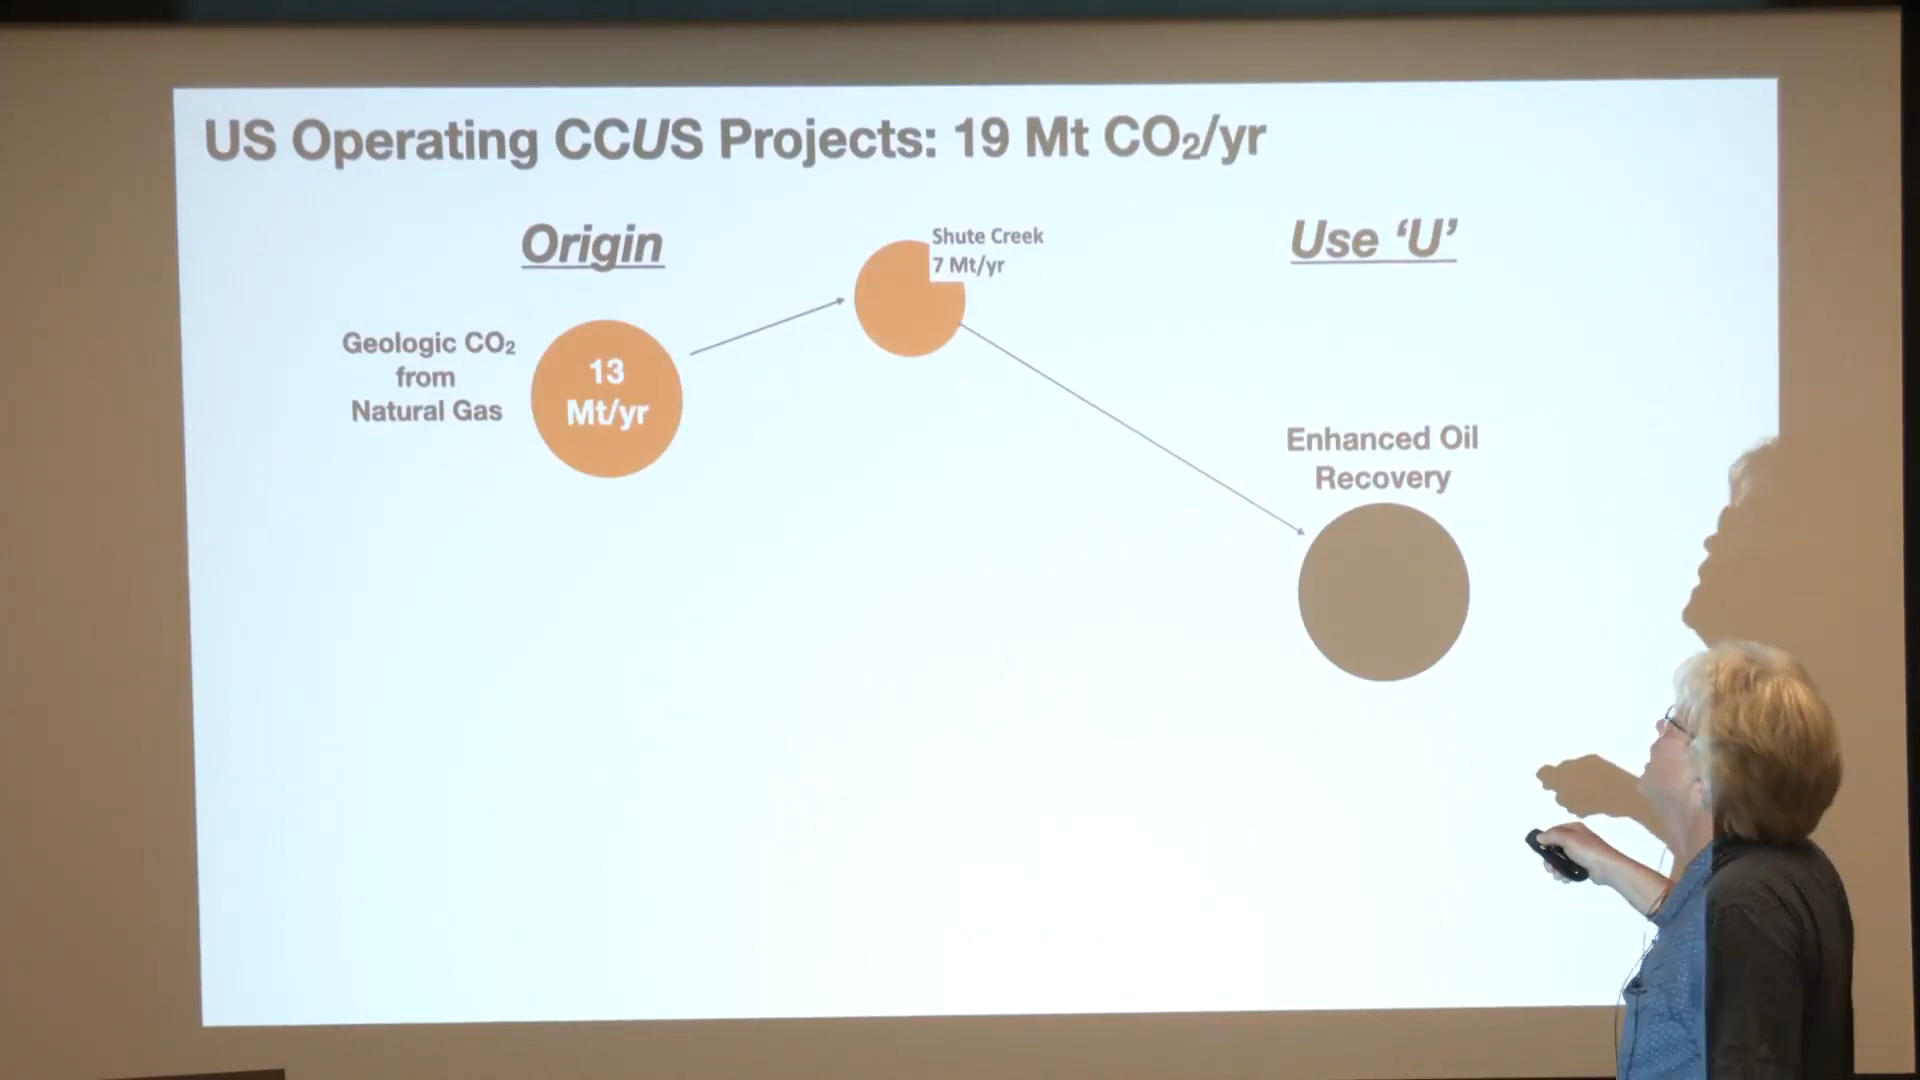 US Operating CCUS Projects: 19 Mt CO₂/yr
Origin
Shute Creek
7 Mt/yr
Use ‘U’
Geologic CO₂
from
Natural Gas
13
Mt/yr
Enhanced Oil
Recovery